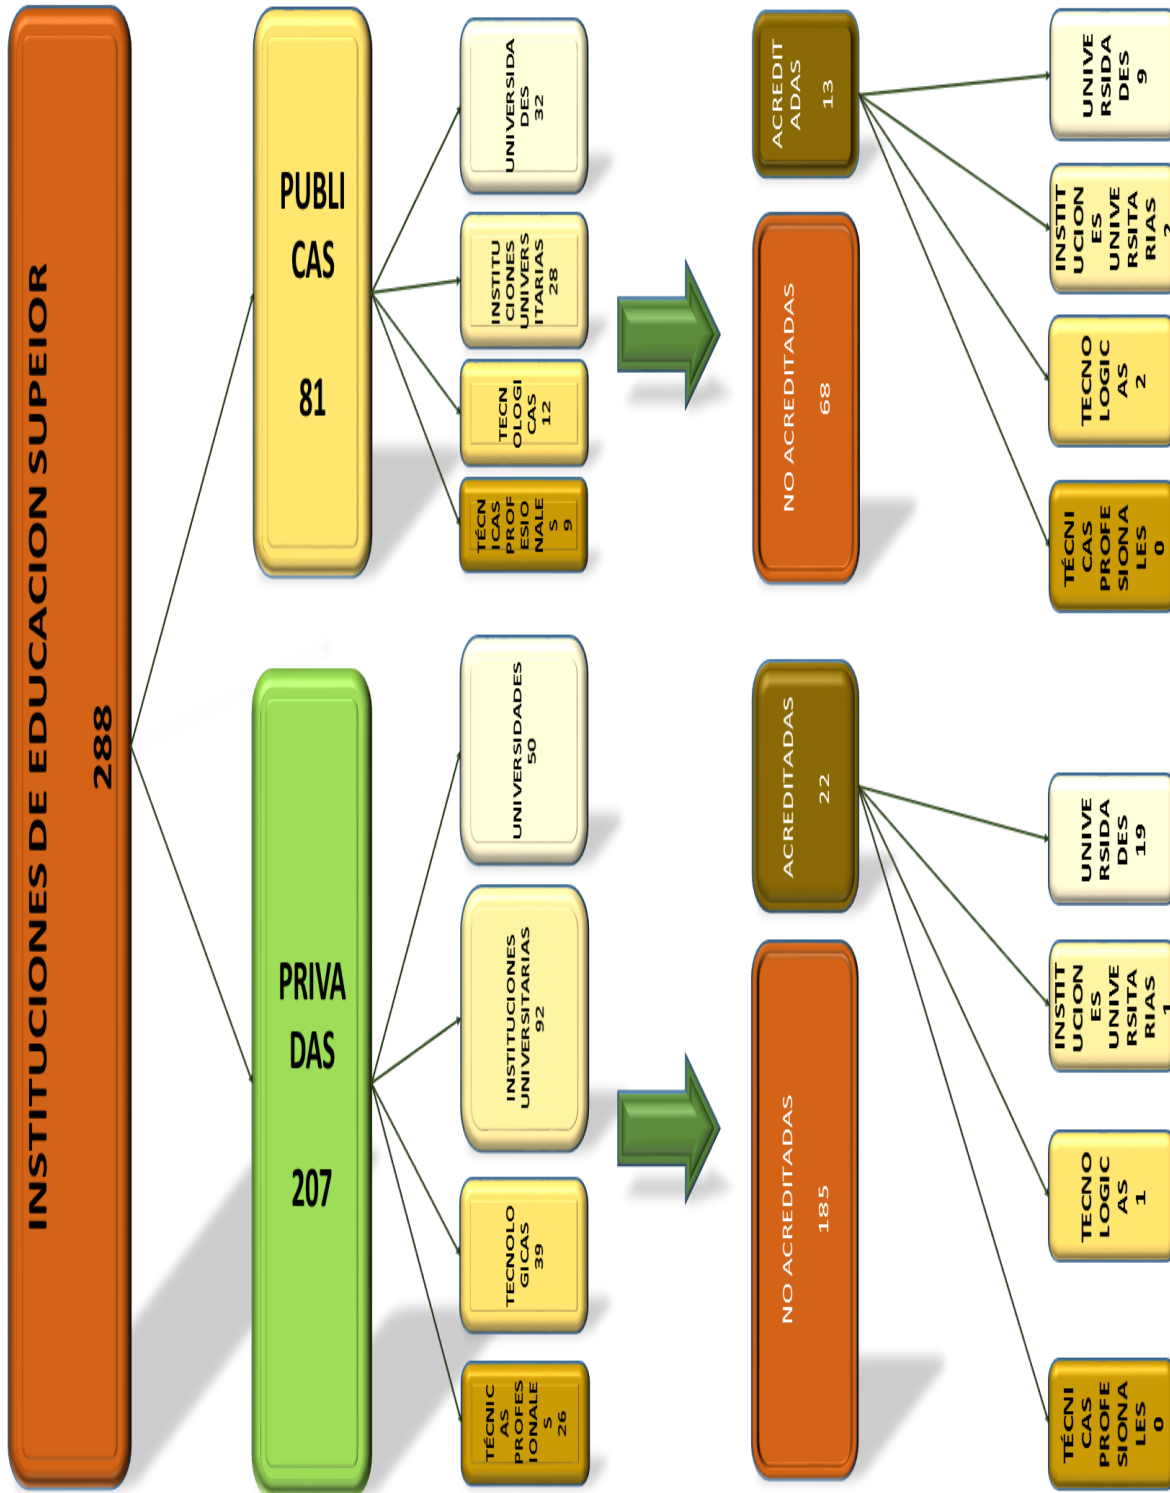 INSTITUCIONES DE EDUCACION SUPEIOR
288
PRIVA
DAS
207
PUBLI
CAS
81
TÉCNIC
AS
PROFES
IONALE
S
26
TECNOLO
GICAS
39
INSTITUCIONES
UNIVERSITARIAS
92
UNIVERSIDADES
50
TÉCN
ICAS
PROF
ESIO
NALE
S
9
TECN
OLOGI
CAS
12
INSTITU
CIONES
UNIVERS
ITARIAS
28
UNIVERSIDA
DES
32
NO ACREDITADAS
185
ACREDITADAS
22
NO ACREDITADAS
68
ACREDIT
ADAS
13
TÉCNI
CAS
PROFE
SIONA
LES
0
TECNO
LOGIC
AS
1
INSTIT
UCION
ES
UNIVE
RSITA
RIAS
1
UNIVE
RSIDA
DES
19
TÉCNI
CAS
PROFE
SIONA
LES
0
TECNO
LOGIC
AS
2
INSTIT
UCION
ES
UNIVE
RSITA
RIAS
2
UNIVE
RSIDA
DES
9